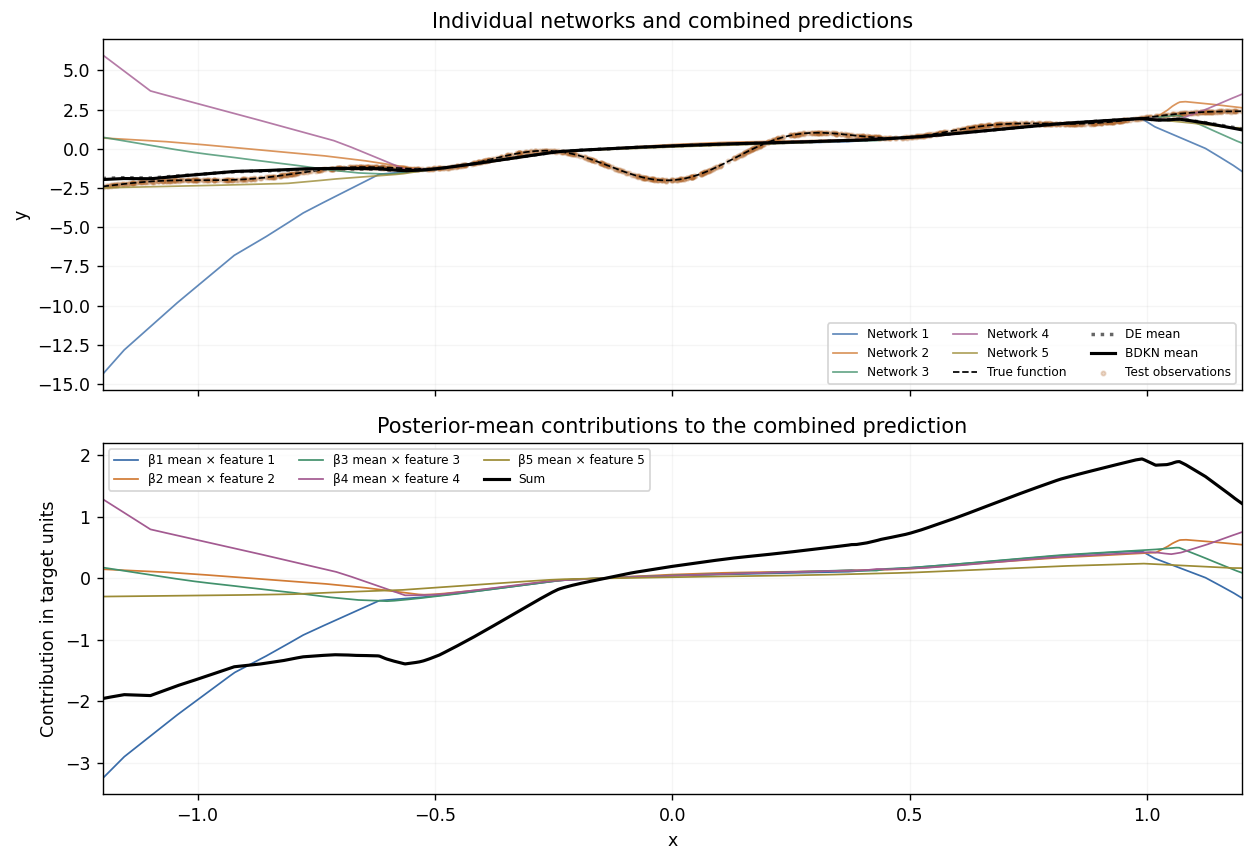 Individual networks and combined predictions
5.0
2.5
0.0
−2.5
−5.0
−7.5
−10.0
−12.5
−15.0
y
Network 1 Network 4 DE mean
Network 2 Network 5 BDKN mean
Network 3 True function Test observations
Posterior-mean contributions to the combined prediction
β1 mean × feature 1 β3 mean × feature 3 β5 mean × feature 5
β2 mean × feature 2 β4 mean × feature 4 Sum
2
1
0
−1
−2
−3
Contribution in target units
−1.0 −0.5 0.0 0.5 1.0
x